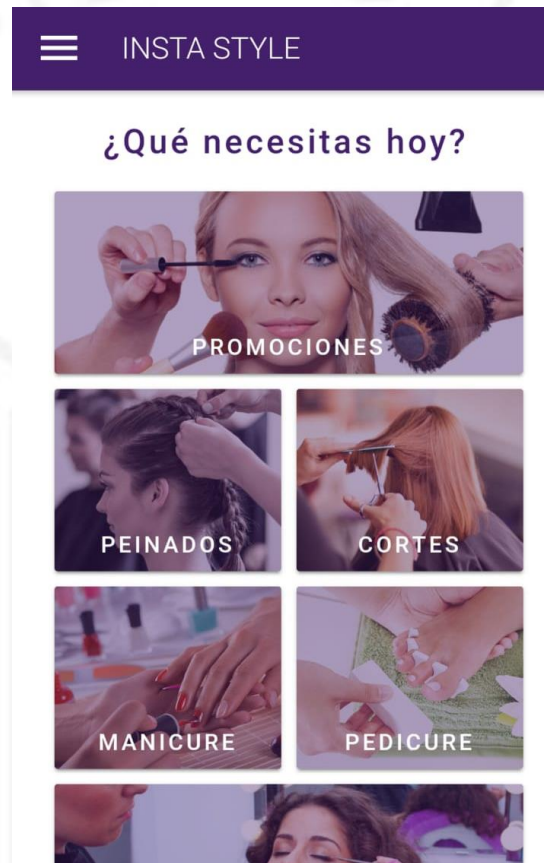 INSTA STYLE
¿Qué necesitas hoy?
PROMOCIONES
PEINADOS
CORTES
MANICURE
PEDICURE